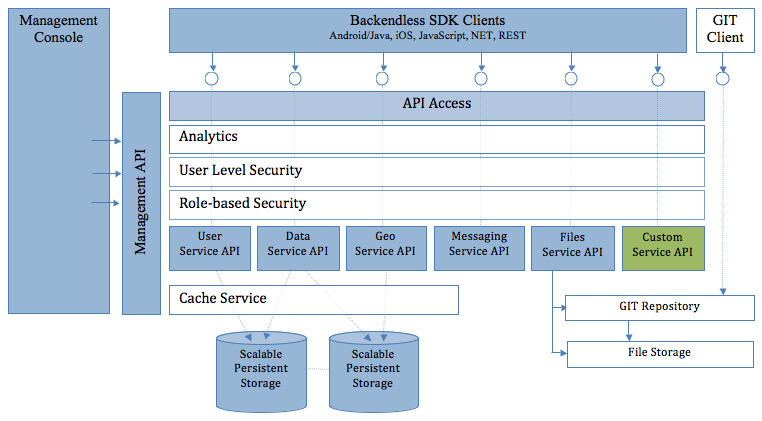 Management
Console
Backendless SDK Clients
Android/Java, iOS, JavaScript, NET, REST
GIT
Client
Management API
API Access
Analytics
User Level Security
Role-based Security
User
Service API
Data
Service API
Geo
Service API
Messaging
Service API
Files
Service API
Custom
Service API
Cache Service
GIT Repository
File Storage
Scalable
Persistent
Storage
Scalable
Persistent
Storage